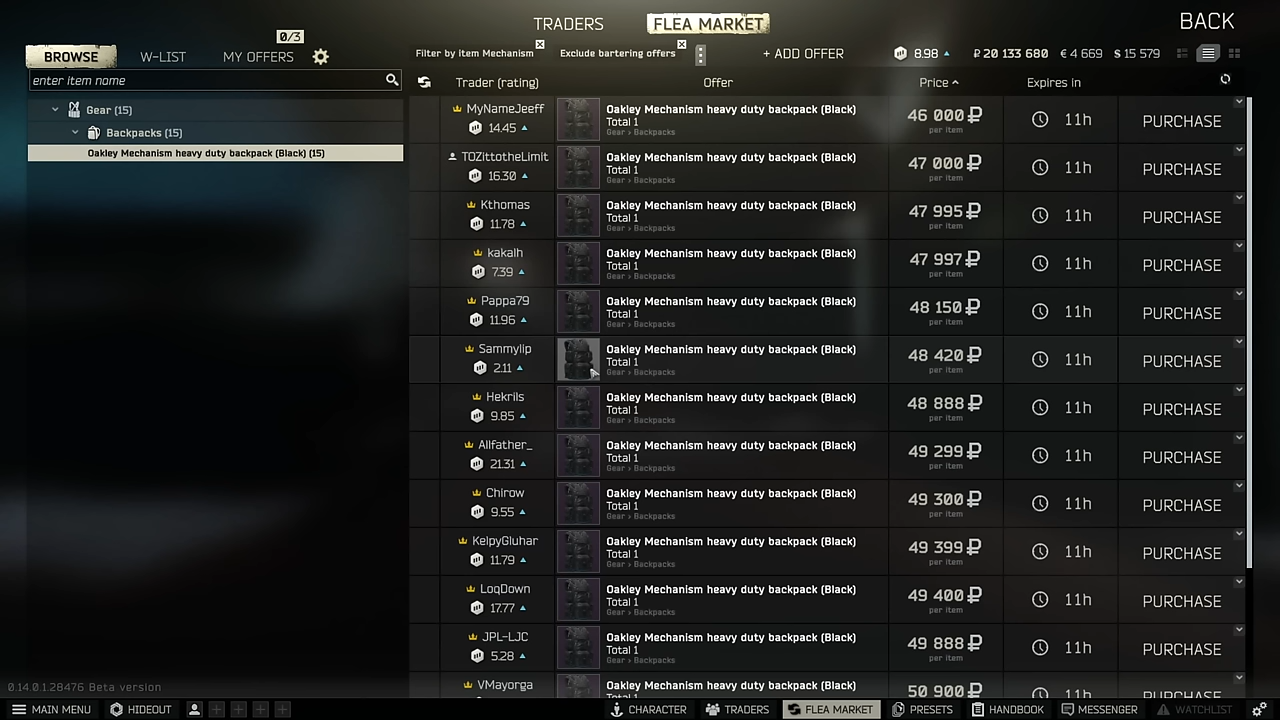 TRADERS
FLEA MARKET
BACK
0/3
BROWSE
W-LIST
MY OFFERS
Filter by item Mechanism
Exclude bartering offers
+ ADD OFFER
8.98
₽ 20 133 680
€ 4 669
$ 15 579
enter item name
Trader (rating)
Offer
Price
Expires in
Gear (15)
Backpacks (15)
Oakley Mechanism heavy duty backpack (Black) (15)
MyNameJeeff
14.45
Oakley Mechanism heavy duty backpack (Black)
Total 1
Gear > Backpacks
46 000 ₽
per item
11h
PURCHASE
TOZittotheLimit
16.30
Oakley Mechanism heavy duty backpack (Black)
Total 1
Gear > Backpacks
47 000 ₽
per item
11h
PURCHASE
Kthomas
11.78
Oakley Mechanism heavy duty backpack (Black)
Total 1
Gear > Backpacks
47 995 ₽
per item
11h
PURCHASE
kakalh
7.39
Oakley Mechanism heavy duty backpack (Black)
Total 1
Gear > Backpacks
47 997 ₽
per item
11h
PURCHASE
Pappa79
11.96
Oakley Mechanism heavy duty backpack (Black)
Total 1
Gear > Backpacks
48 150 ₽
per item
11h
PURCHASE
Sammylip
2.11
Oakley Mechanism heavy duty backpack (Black)
Total 1
Gear > Backpacks
48 420 ₽
per item
11h
PURCHASE
Hekrils
9.85
Oakley Mechanism heavy duty backpack (Black)
Total 1
Gear > Backpacks
48 888 ₽
per item
11h
PURCHASE
Allfather_
21.31
Oakley Mechanism heavy duty backpack (Black)
Total 1
Gear > Backpacks
49 299 ₽
per item
11h
PURCHASE
Chirow
9.55
Oakley Mechanism heavy duty backpack (Black)
Total 1
Gear > Backpacks
49 300 ₽
per item
11h
PURCHASE
KelpyGluhar
11.79
Oakley Mechanism heavy duty backpack (Black)
Total 1
Gear > Backpacks
49 399 ₽
per item
11h
PURCHASE
LoqDown
17.77
Oakley Mechanism heavy duty backpack (Black)
Total 1
Gear > Backpacks
49 400 ₽
per item
11h
PURCHASE
JPL-LJC
5.28
Oakley Mechanism heavy duty backpack (Black)
Total 1
Gear > Backpacks
49 888 ₽
per item
11h
PURCHASE
VMayorga
Oakley Mechanism heavy duty backpack (Black)
Total 1
50 900 ₽
11h
PURCHASE
0.14.0.1.28476 Beta version
MAIN MENU
HIDEOUT
CHARACTER
TRADERS
FLEA MARKET
PRESETS
HANDBOOK
MESSENGER
WATCHLIST